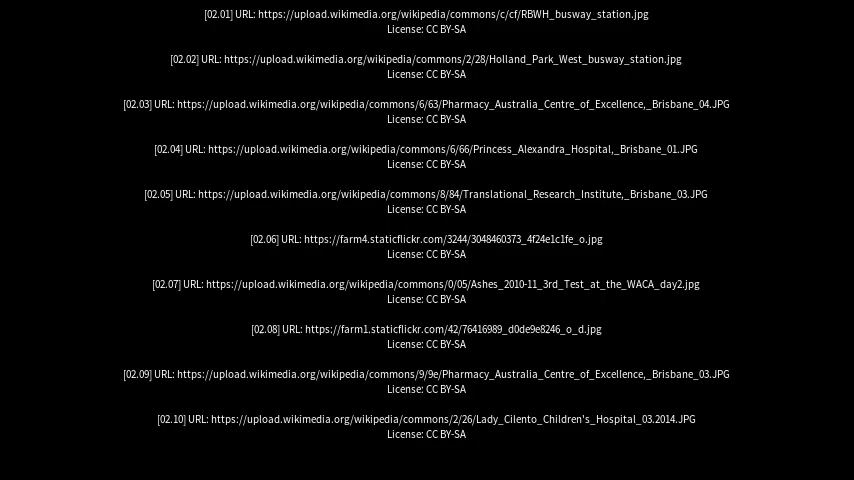 [02.01] URL: https://upload.wikimedia.org/wikipedia/commons/c/cf/RBWH_busway_station.jpg
License: CC BY-SA
[02.02] URL: https://upload.wikimedia.org/wikipedia/commons/2/28/Holland_Park_West_busway_station.jpg
License: CC BY-SA
[02.03] URL: https://upload.wikimedia.org/wikipedia/commons/6/63/Pharmacy_Australia_Centre_of_Excellence,_Brisbane_04.JPG
License: CC BY-SA
[02.04] URL: https://upload.wikimedia.org/wikipedia/commons/6/66/Princess_Alexandra_Hospital,_Brisbane_01.JPG
License: CC BY-SA
[02.05] URL: https://upload.wikimedia.org/wikipedia/commons/8/84/Translational_Research_Institute,_Brisbane_03.JPG
License: CC BY-SA
[02.06] URL: https://farm4.staticflickr.com/3244/3048460373_4f24e1c1fe_o.jpg
License: CC BY-SA
[02.07] URL: https://upload.wikimedia.org/wikipedia/commons/0/05/Ashes_2010-11_3rd_Test_at_the_WACA_day2.jpg
License: CC BY-SA
[02.08] URL: https://farm1.staticflickr.com/42/76416989_d0de9e8246_o_d.jpg
License: CC BY-SA
[02.09] URL: https://upload.wikimedia.org/wikipedia/commons/9/9e/Pharmacy_Australia_Centre_of_Excellence,_Brisbane_03.JPG
License: CC BY-SA
[02.10] URL: https://upload.wikimedia.org/wikipedia/commons/2/26/Lady_Cilento_Children's_Hospital_03.2014.JPG
License: CC BY-SA